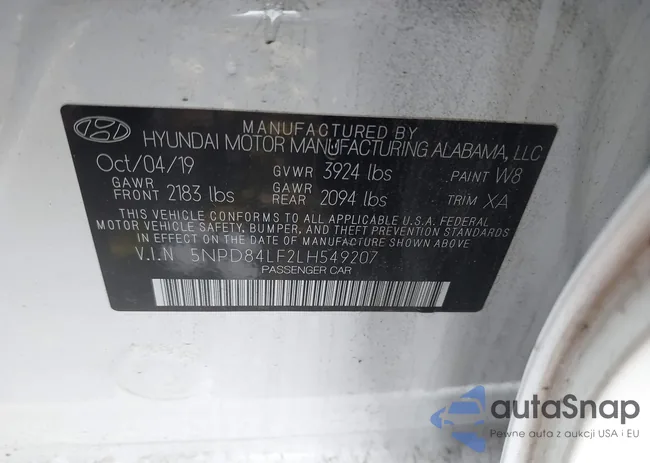 MANUFACTURED BY
HYUNDAI MOTOR MANUFACTURING ALABAMA, LLC
Oct/04/19 GVWR 3924 lbs PAINT W8
GAWR FRONT 2183 lbs GAWR REAR 2094 lbs TRIM XA
THIS VEHICLE CONFORMS TO ALL APPLICABLE U.S.A. FEDERAL
MOTOR VEHICLE SAFETY, BUMPER, AND THEFT PREVENTION STANDARDS
IN EFFECT ON THE DATE OF MANUFACTURE SHOWN ABOVE.
V.I.N 5NPD84LF2LH549207
PASSENGER CAR
autaSnap
Pewne auta z aukcji USA i EU